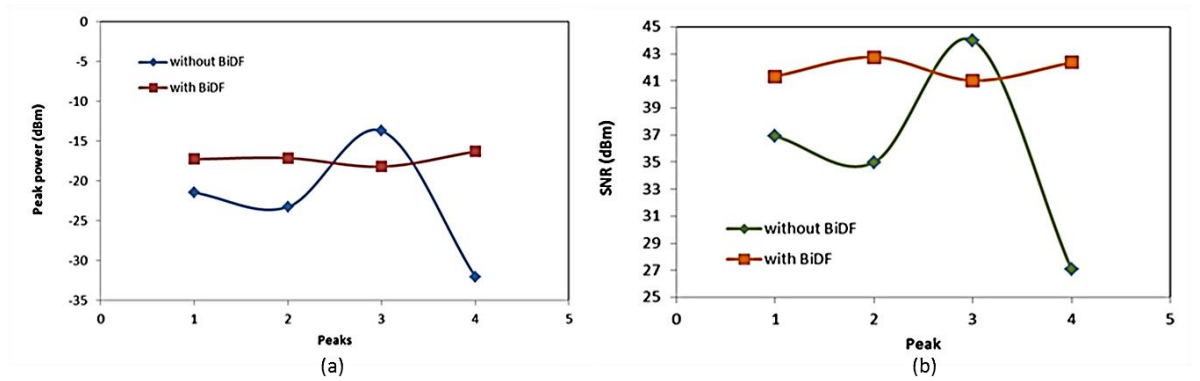 0
-5
-10
-15
-20
-25
-30
-35
Peak power (dBm)
without BiDF
with BiDF
0 1 2 3 4 5
Peaks
(a)
45
43
41
39
37
35
33
31
29
27
25
SNR (dBm)
without BiDF
with BiDF
0 1 2 3 4 5
Peak
(b)